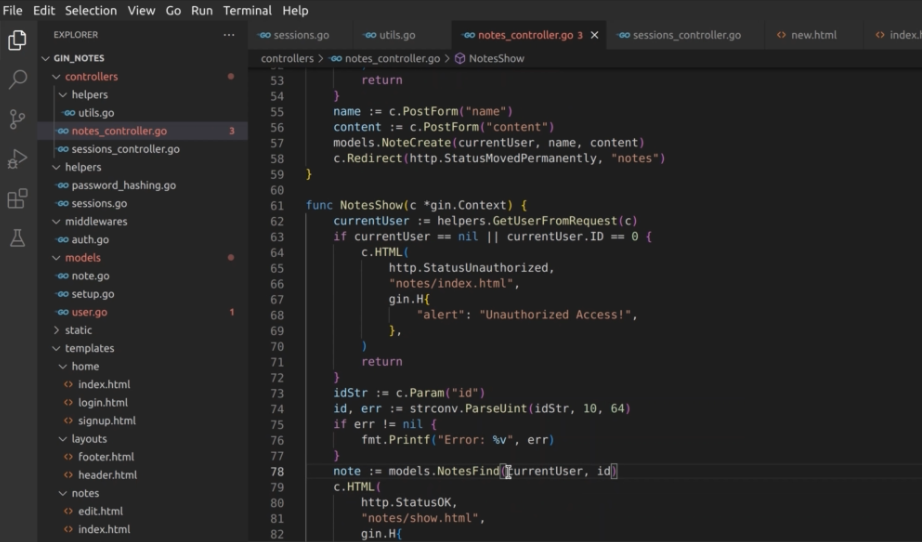 File Edit Selection View Go Run Terminal Help
EXPLORER ···
GIN_NOTES
controllers
helpers
utils.go
notes_controller.go 3
sessions_controller.go
helpers
password_hashing.go
sessions.go
middlewares
auth.go
models
note.go
setup.go
user.go 1
static
templates
home
index.html
login.html
signup.html
layouts
footer.html
header.html
notes
edit.html
index.html
sessions.go utils.go notes_controller.go 3 sessions_controller.go new.html index.h
controllers > notes_controller.go > NotesShow
53 return
54 }
55 name := c.PostForm("name")
56 content := c.PostForm("content")
57 models.NoteCreate(currentUser, name, content)
58 c.Redirect(http.StatusMovedPermanently, "notes")
59 }
60
61 func NotesShow(c *gin.Context) {
62 currentUser := helpers.GetUserFromRequest(c)
63 if currentUser == nil || currentUser.ID == 0 {
64 c.HTML(
65 http.StatusUnauthorized,
66 "notes/index.html",
67 gin.H{
68 "alert": "Unauthorized Access!",
69 },
70 )
71 return
72 }
73 idStr := c.Param("id")
74 id, err := strconv.ParseUint(idStr, 10, 64)
75 if err != nil {
76 fmt.Printf("Error: %v", err)
77 }
78 note := models.NotesFind(currentUser, id)
79 c.HTML(
80 http.StatusOK,
81 "notes/show.html",
82 gin.H{